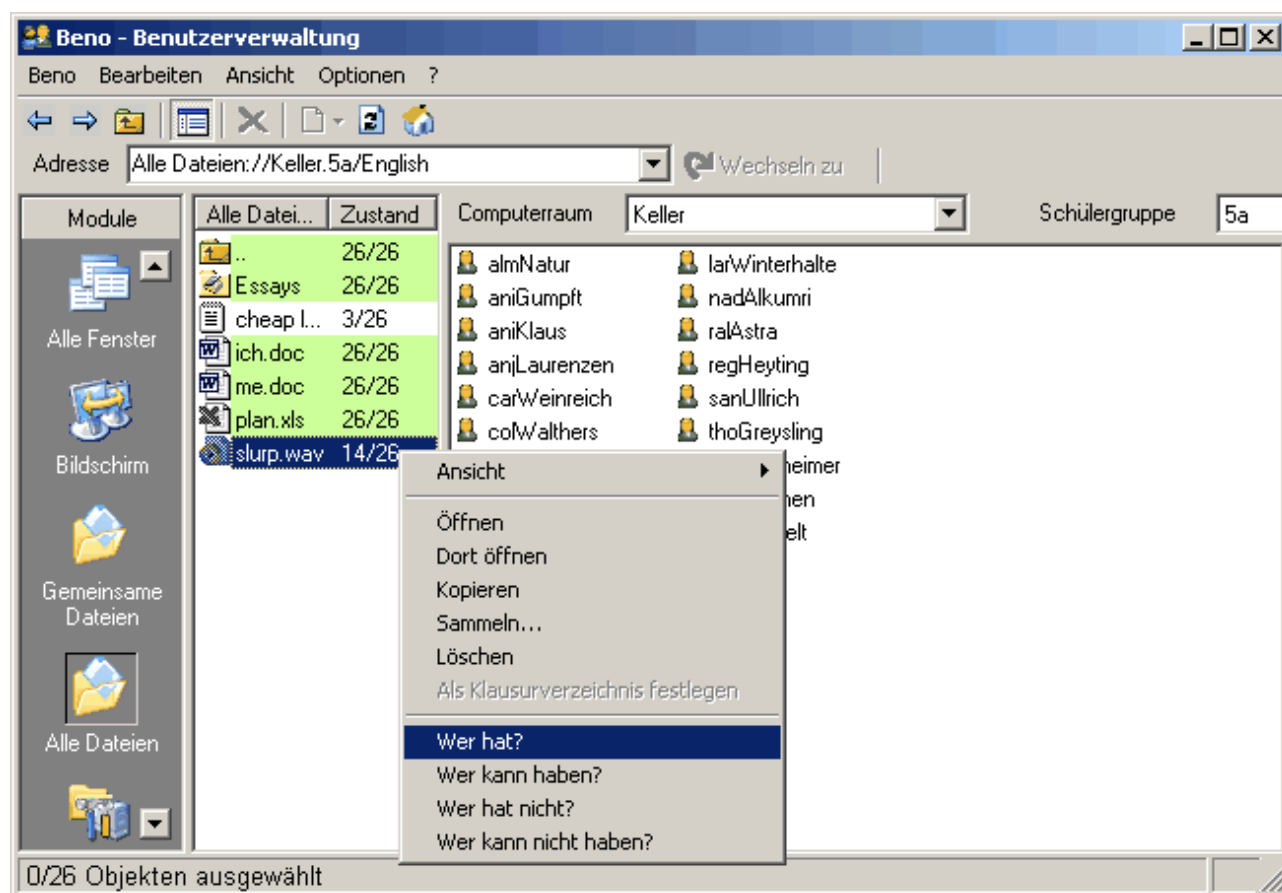 Beno - Benutzerverwaltung
Beno Bearbeiten Ansicht Optionen ?
Adresse Alle Dateien://Keller.5a/English Wechseln zu
Module
Alle Fenster
Bildschirm
Gemeinsame
Dateien
Alle Dateien
Alle Datei... Zustand
.. 26/26
Essays 26/26
cheap l... 3/26
ich.doc 26/26
me.doc 26/26
plan.xls 26/26
slurp.wav 14/26
Computerraum Keller Schülergruppe 5a
almNatur larWinterhalte
aniGumpft nadAlkumri
aniKlaus ralAstra
anjLaurenzen regHeyting
carWeinreich sanUllrich
colWalthers thoGreysling
heimer
hen
elt
Ansicht
Öffnen
Dort öffnen
Kopieren
Sammeln...
Löschen
Als Klausurverzeichnis festlegen
Wer hat?
Wer kann haben?
Wer hat nicht?
Wer kann nicht haben?
0/26 Objekten ausgewählt